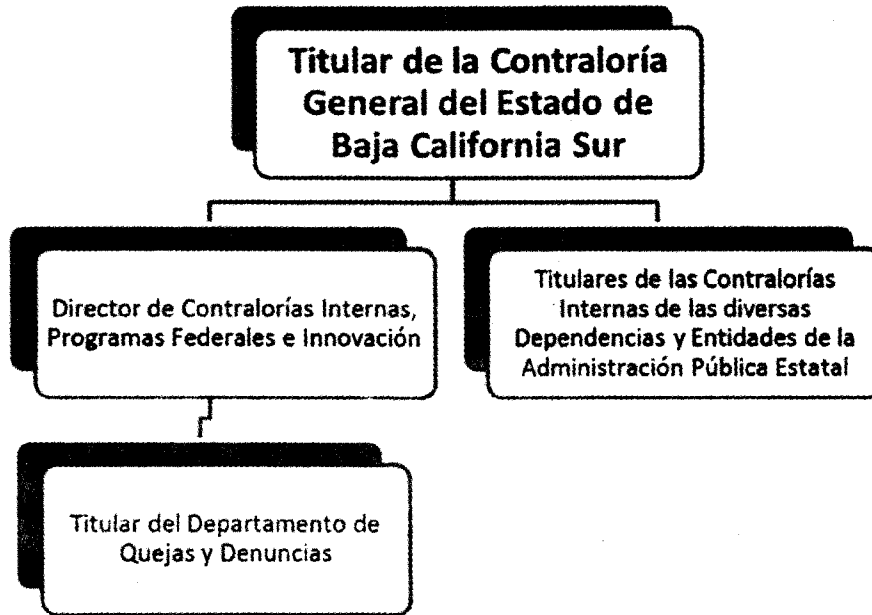 Titular de la Contraloría
General del Estado de
Baja California Sur
Director de Contralorías Internas,
Programas Federales e Innovación
Titulares de las Contralorías
Internas de las diversas
Dependencias y Entidades de la
Administración Pública Estatal
Titular del Departamento de
Quejas y Denuncias